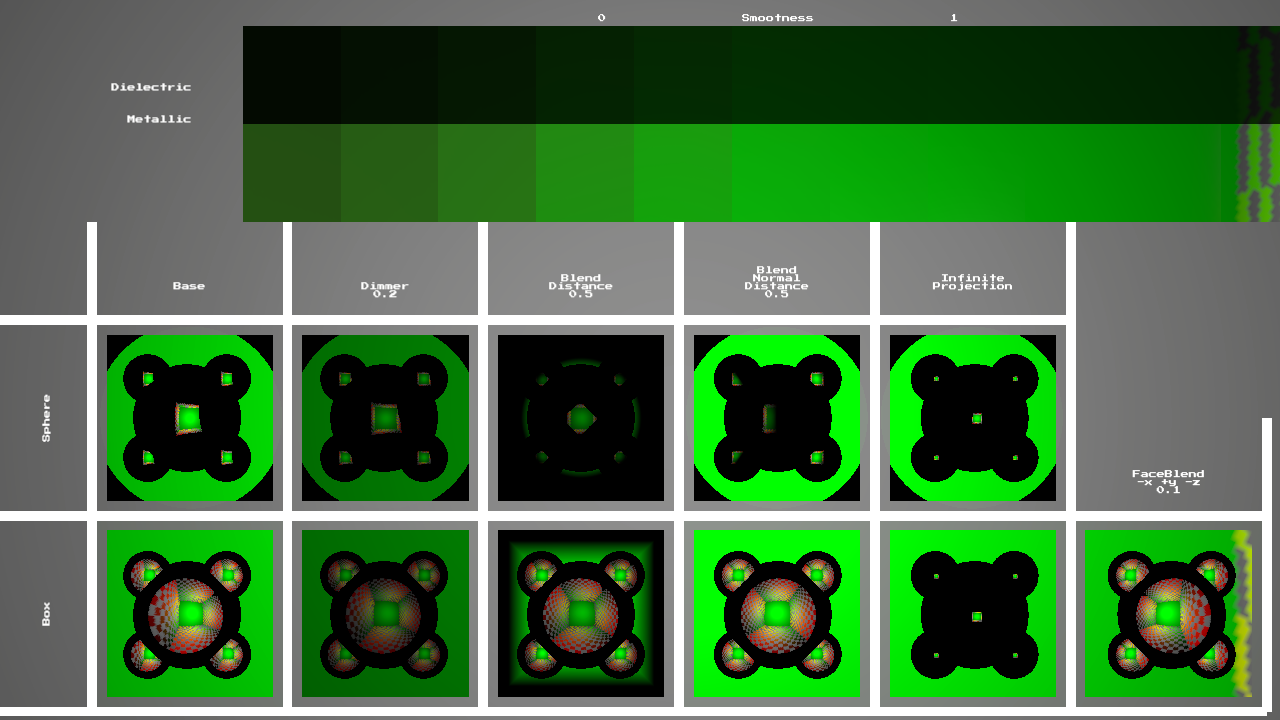 0 Smootness 1
Dielectric
Metallic
Base
Dimmer
0.2
Blend
Distance
0.5
Blend
Normal
Distance
0.5
Infinite
Projection
Sphere
FaceBlend
-x +y -z
0.1
Box